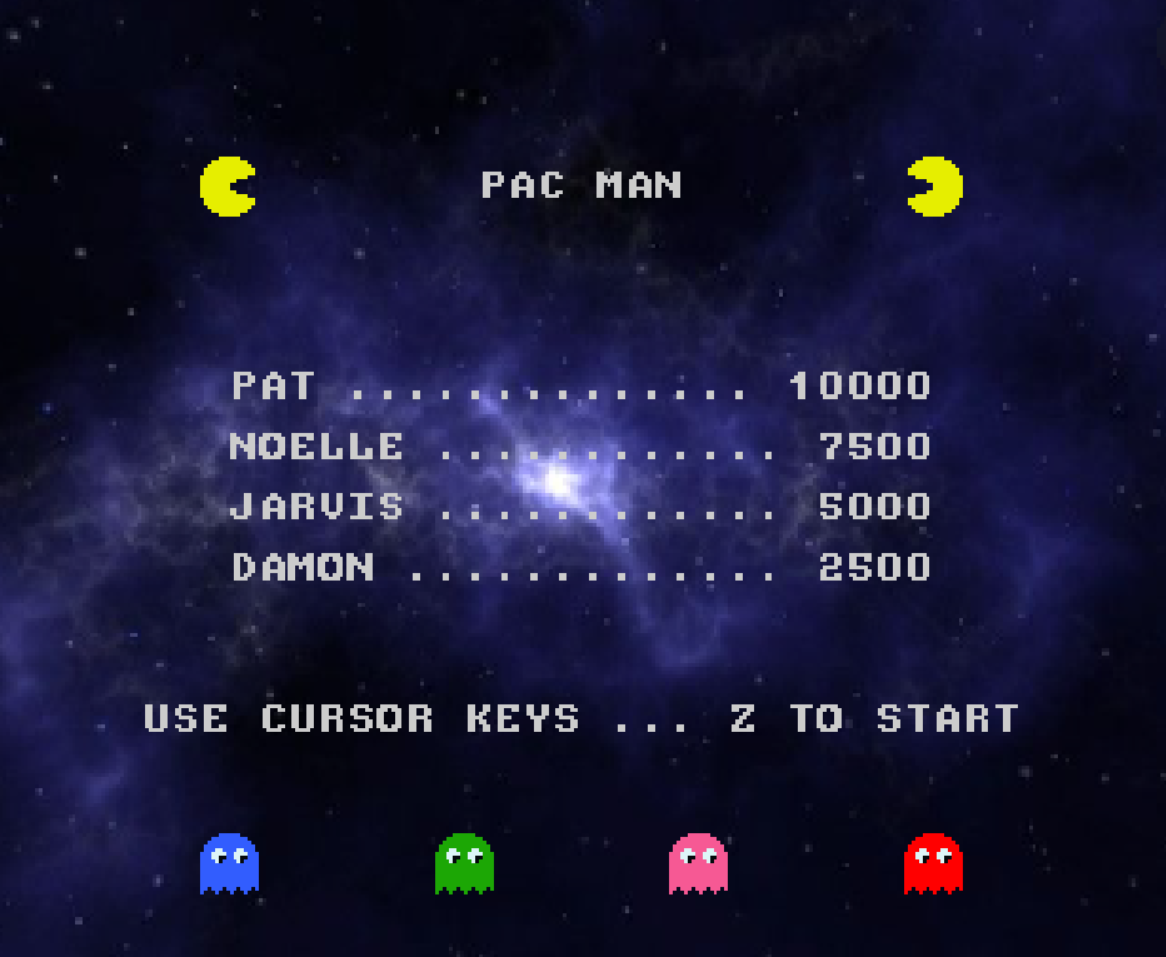 PAC MAN
PAT .............. 10000
NOELLE ............ 7500
JARVIS ............ 5000
DAMON ............. 2500
USE CURSOR KEYS ... Z TO START